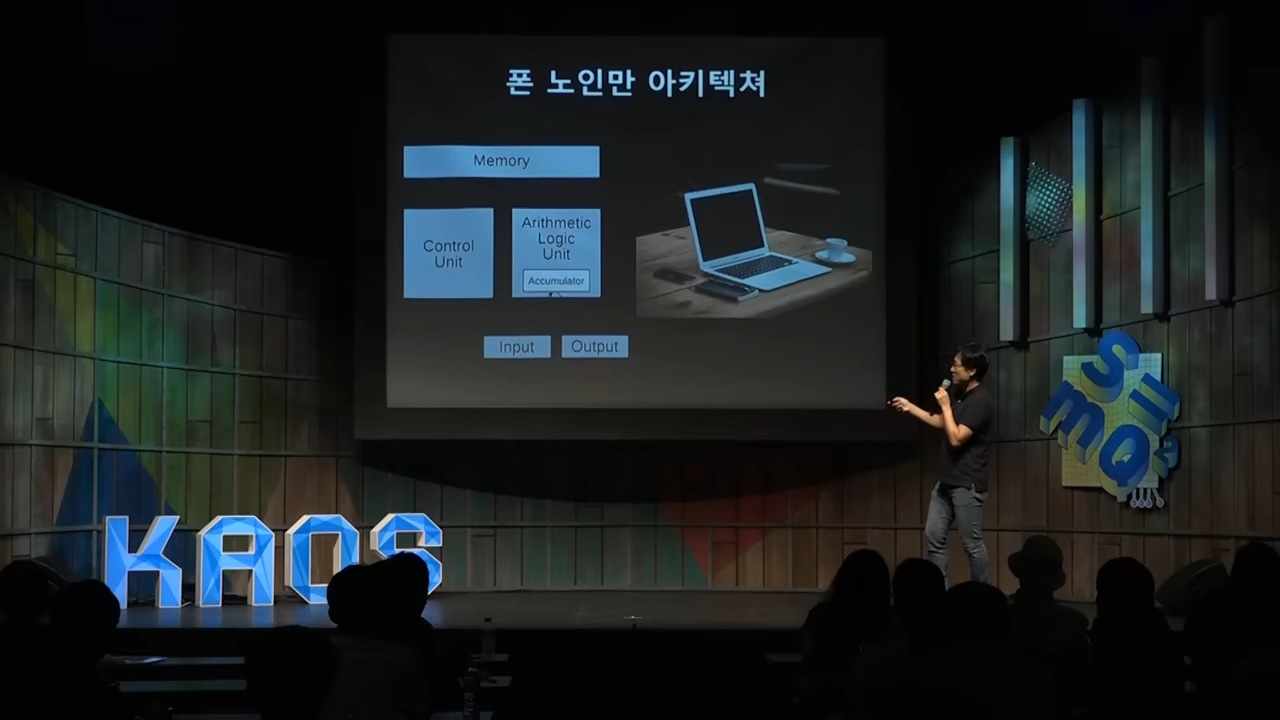 폰 노인만 아키텍쳐
Memory
Control
Unit
Arithmetic
Logic
Unit
Accumulator
Input
Output
KAOS